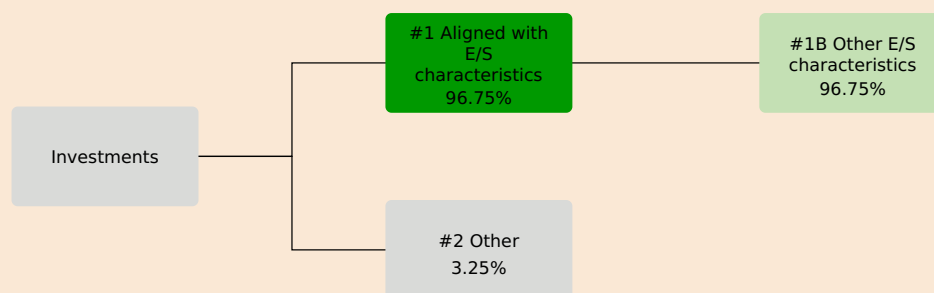 #1 Aligned with
E/S
characteristics
96.75%
#1B Other E/S
characteristics
96.75%
Investments
#2 Other
3.25%